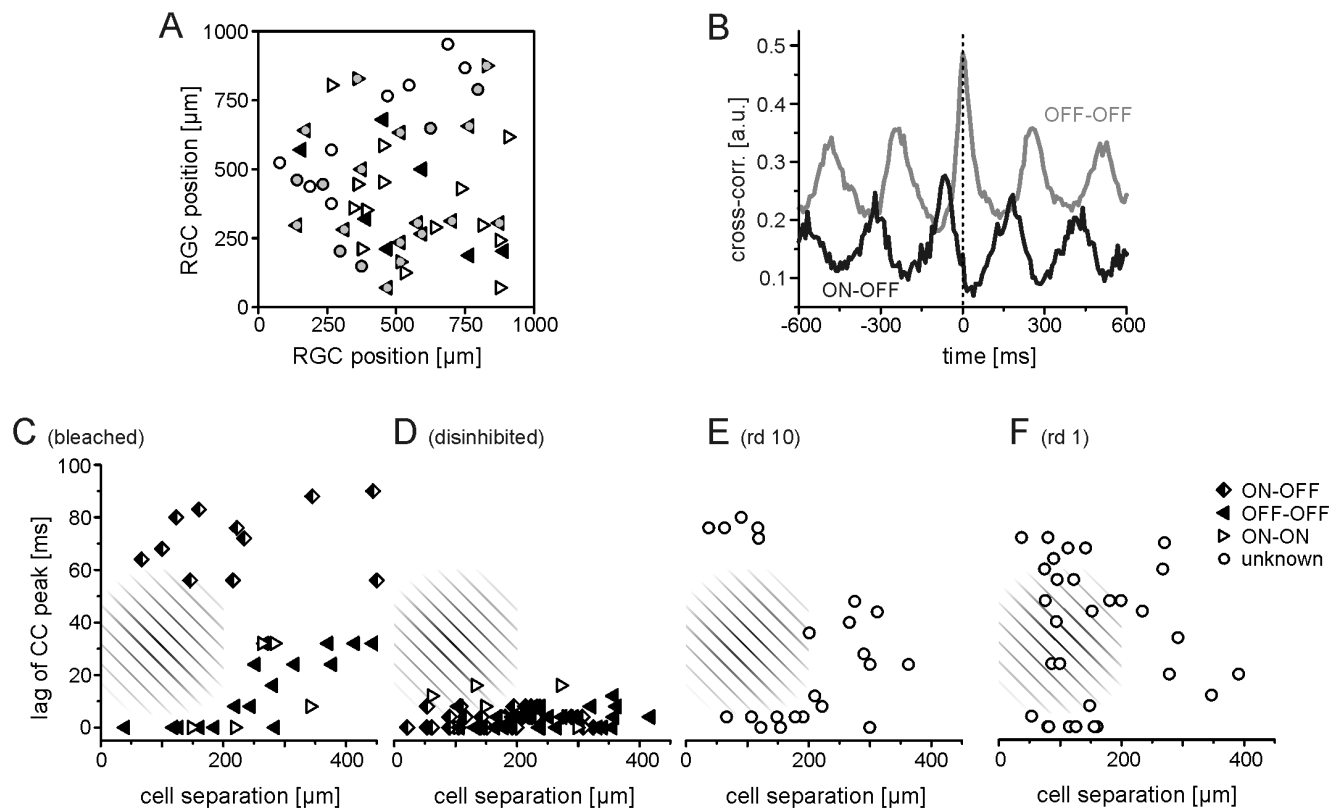 A
1000
750
500
250
0
RGC position [µm]
0 250 500 750 1000
RGC position [µm]
B
0.5
0.4
0.3
0.2
0.1
cross-corr. [a.u.]
OFF-OFF
ON-OFF
-600 -300 0 300 600
time [ms]
C (bleached)
100
80
60
40
20
0
lag of CC peak [ms]
0 200 400
cell separation [µm]
D (disinhibited)
0 200 400
cell separation [µm]
E (rd 10)
0 200 400
cell separation [µm]
F (rd 1)
0 200 400
cell separation [µm]
ON-OFF
OFF-OFF
ON-ON
unknown